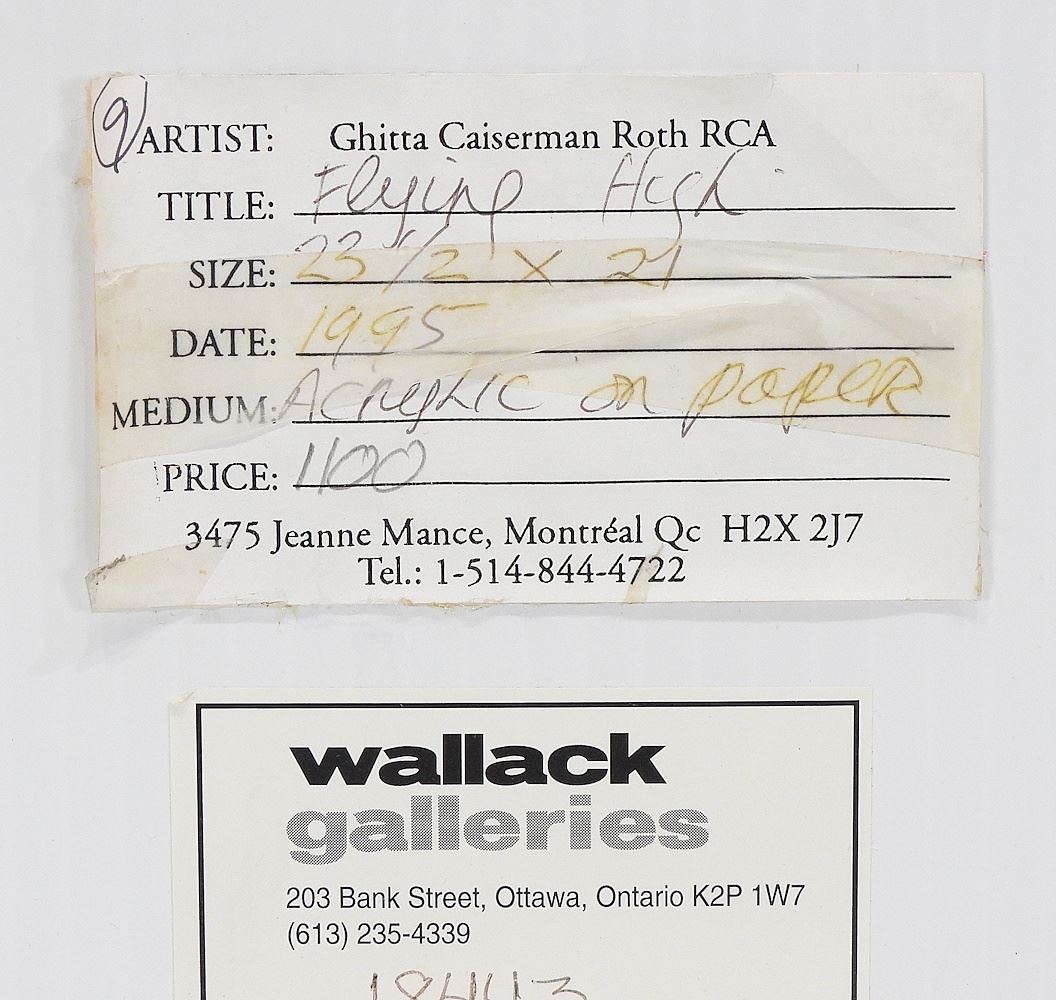 9 ARTIST: Ghitta Caiserman Roth RCA
TITLE: Flying High
SIZE: 23 1/2 X 21
DATE: 1995
MEDIUM: Acrylic on paper
PRICE: 1100
3475 Jeanne Mance, Montréal Qc H2X 2J7
Tel.: 1-514-844-4722
wallack
galleries
203 Bank Street, Ottawa, Ontario K2P 1W7
(613) 235-4339